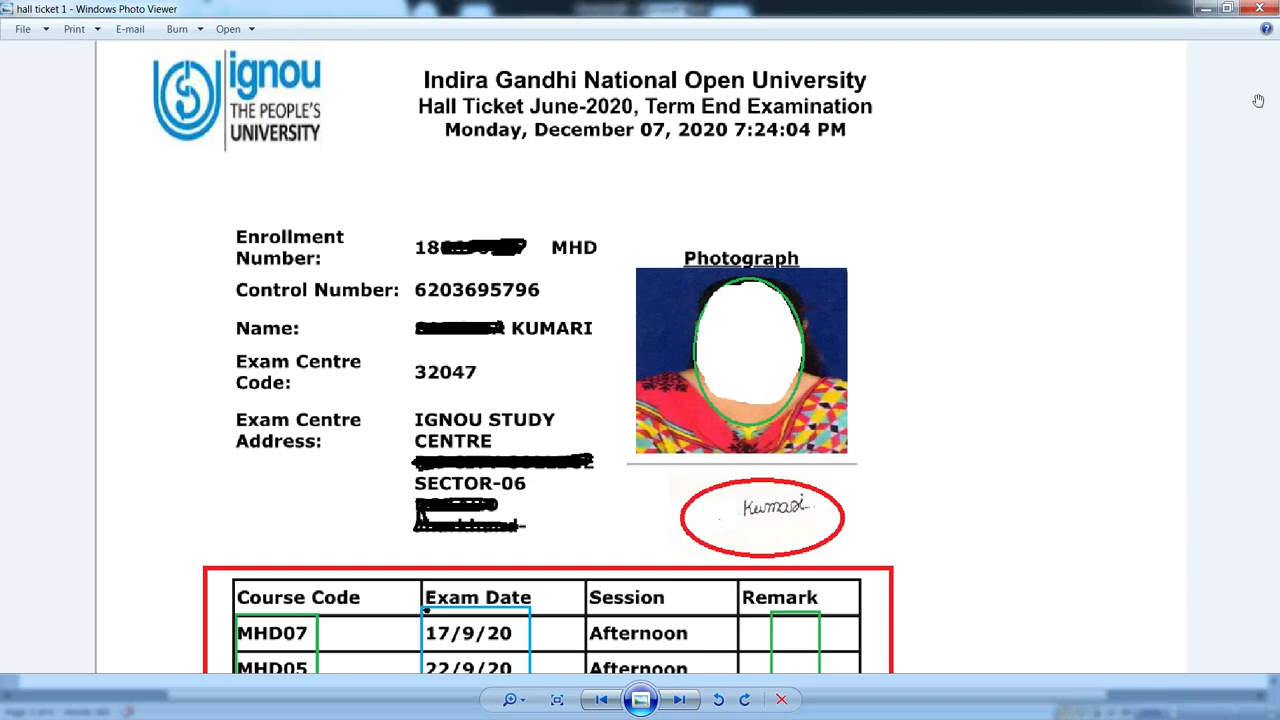 hall ticket 1 - Windows Photo Viewer
File Print E-mail Burn Open
ignou
THE PEOPLE'S
UNIVERSITY
Indira Gandhi National Open University
Hall Ticket June-2020, Term End Examination
Monday, December 07, 2020 7:24:04 PM
Enrollment
Number:
18 MHD
Control Number: 6203695796
Name: KUMARI
Exam Centre
Code:
32047
Exam Centre
Address:
IGNOU STUDY
CENTRE
SECTOR-06
Photograph
Kumari
Course Code Exam Date Session Remark
MHD07 17/9/20 Afternoon
MHD05 22/9/20 Afternoon